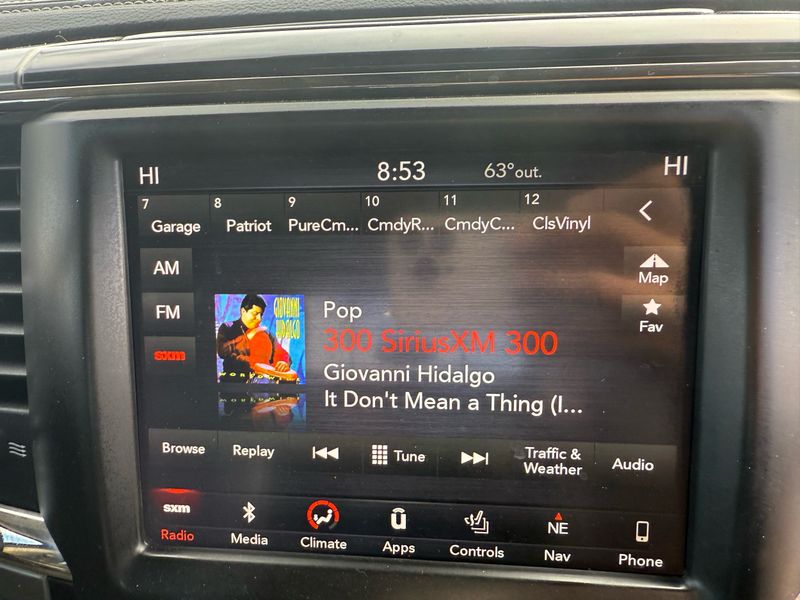 HI 8:53 63°out. HI
7 8 9 10 11 12
Garage Patriot PureCm... CmdyR... CmdyC... ClsVinyl
AM
Map
FM
Fav
sxm
GIOVANNI
HIDALGO
WORLDW
Pop
300 SiriusXM 300
Giovanni Hidalgo
It Don't Mean a Thing (I...
Browse Replay Tune Traffic &
Weather Audio
sxm NE
Radio Media Climate Apps Controls Nav Phone